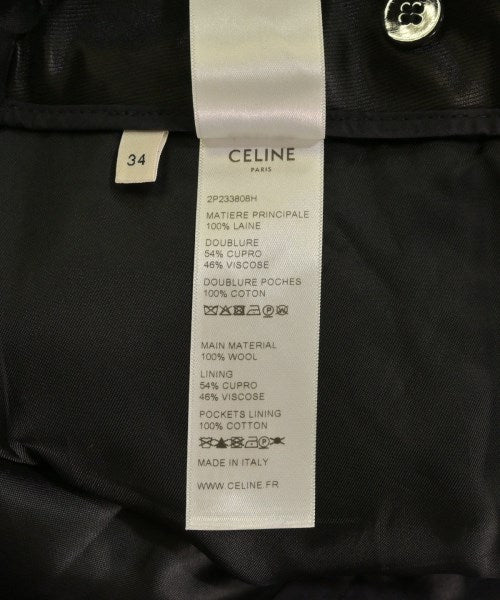 34
CELINE
PARIS
2P233808H
MATIERE PRINCIPALE
100% LAINE
DOUBLURE
54% CUPRO
46% VISCOSE
DOUBLURE POCHES
100% COTON
MAIN MATERIAL
100% WOOL
LINING
54% CUPRO
46% VISCOSE
POCKETS LINING
100% COTTON
MADE IN ITALY
WWW.CELINE.FR